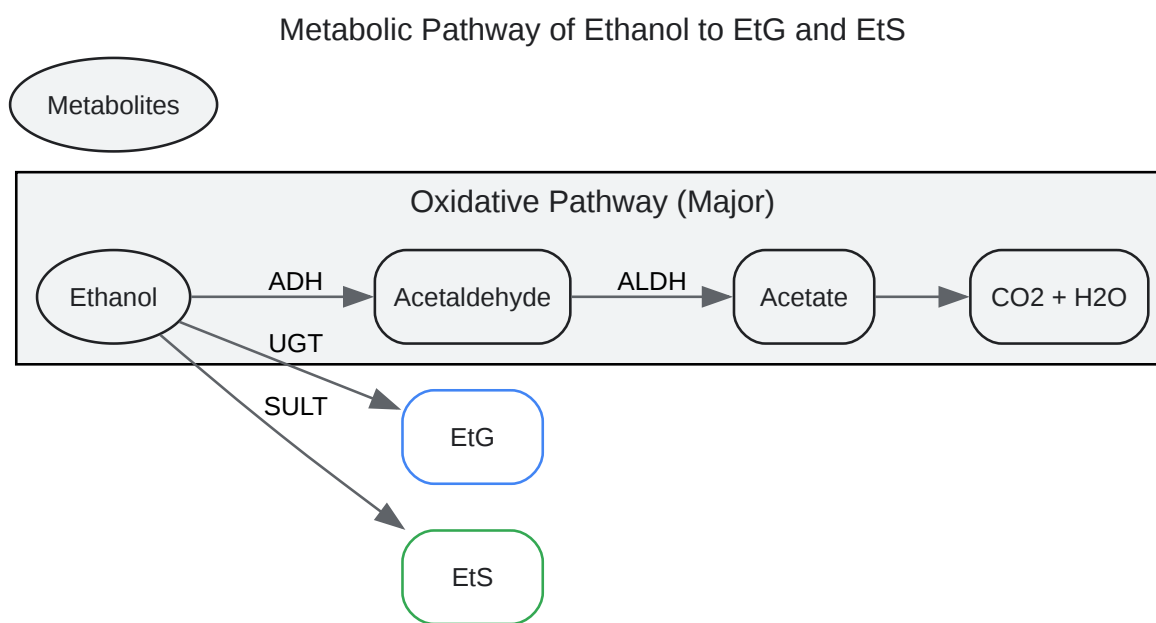 Metabolic Pathway of Ethanol to EtG and EtS
Metabolites
Oxidative Pathway (Major)
Ethanol
ADH
Acetaldehyde
ALDH
Acetate
CO2 + H2O
UGT
SULT
EtG
EtS